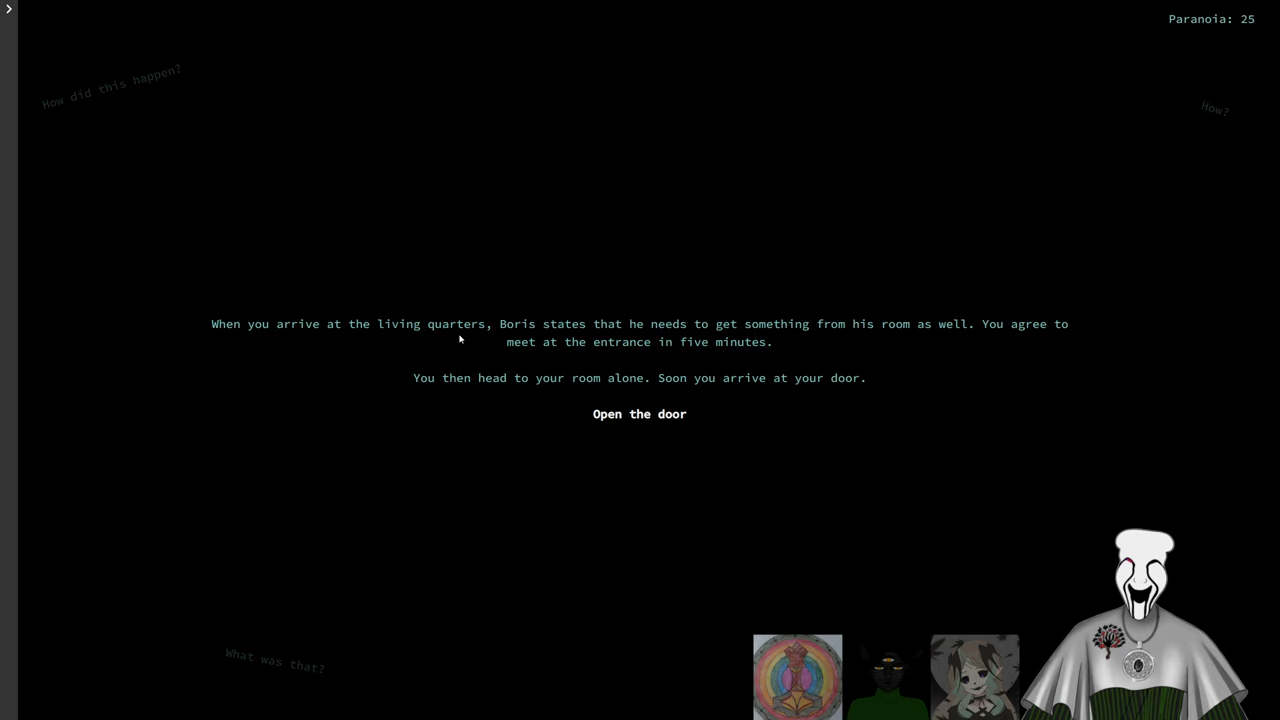 Paranoia: 25
How did this happen?
How?
When you arrive at the living quarters, Boris states that he needs to get something from his room as well. You agree to
meet at the entrance in five minutes.
You then head to your room alone. Soon you arrive at your door.
Open the door
What was that?